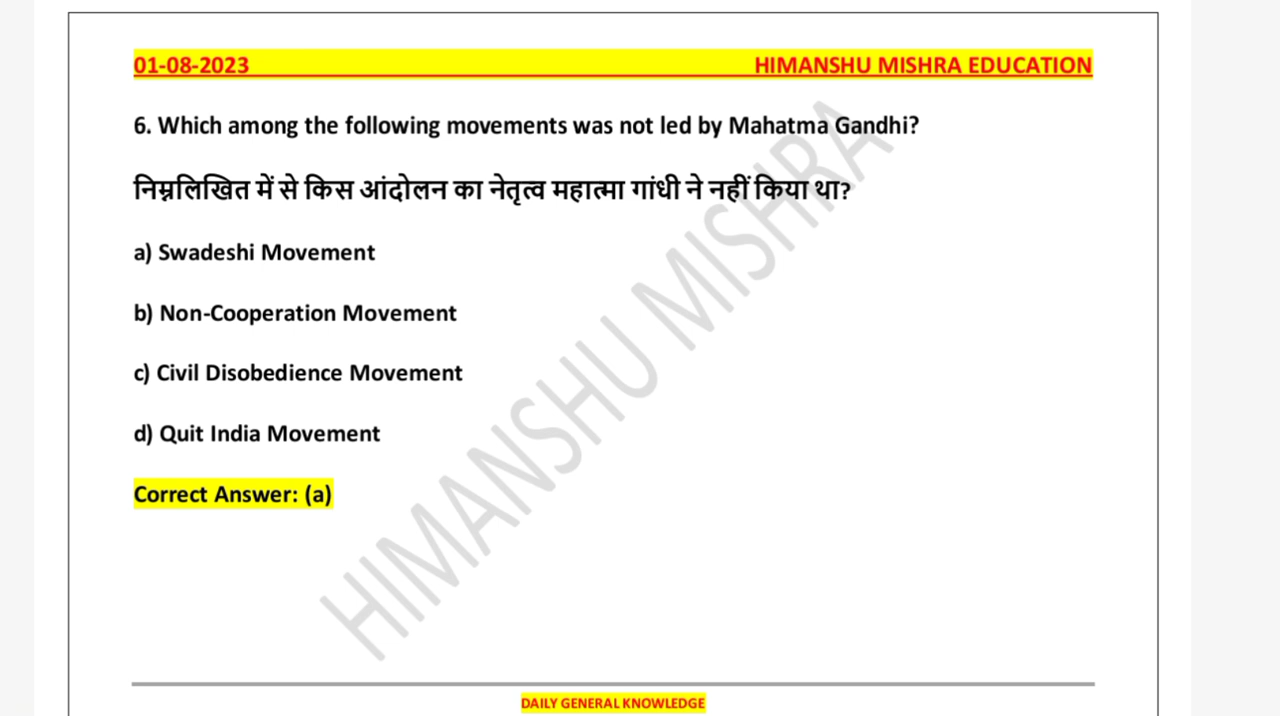 01-08-2023 HIMANSHU MISHRA EDUCATION
6. Which among the following movements was not led by Mahatma Gandhi?
निम्नलिखित में से किस आंदोलन का नेतृत्व महात्मा गांधी ने नहीं किया था?
a) Swadeshi Movement
b) Non-Cooperation Movement
c) Civil Disobedience Movement
d) Quit India Movement
Correct Answer: (a)
HIMANSHU MISHRA
DAILY GENERAL KNOWLEDGE